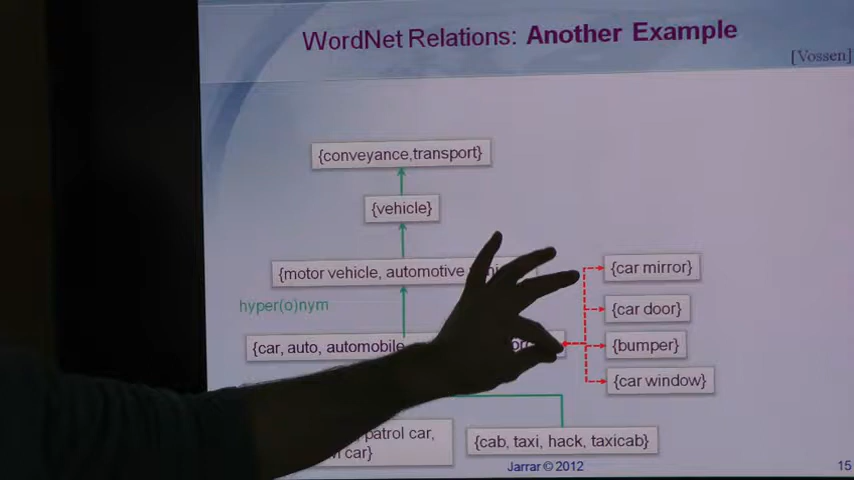 WordNet Relations: Another Example
[Vossen]
{conveyance,transport}
{vehicle}
{motor vehicle, automotive
{car mirror}
hyper(o)nym
{car door}
{car, auto, automobile
{bumper}
{car window}
patrol car,
car}
{cab, taxi, hack, taxicab}
Jarrar © 2012
15